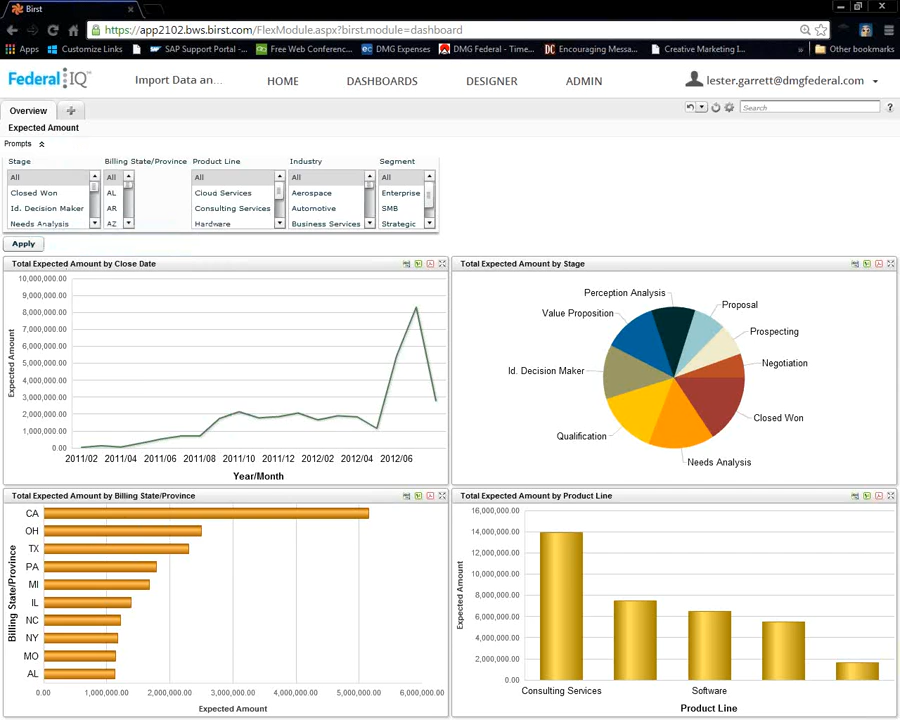 Birst
https://app2102.bws.birst.com/FlexModule.aspx?birst.module=dashboard
Apps Customize Links SAP Support Portal -... Free Web Conferenc... DMG Expenses DMG Federal - Time... Encouraging Messa... Creative Marketing I... Other bookmarks
Federal IQ Import Data an... HOME DASHBOARDS DESIGNER ADMIN lester.garrett@dmgfederal.com
Overview
Search
Expected Amount
Prompts
Stage Billing State/Province Product Line Industry Segment
All All All All All
Closed Won AL Cloud Services Aerospace Enterprise
Id. Decision Maker AR Consulting Services Automotive SMB
Needs Analysis AZ Hardware Business Services Strategic
Apply
Total Expected Amount by Close Date
10,000,000.00
9,000,000.00
8,000,000.00
7,000,000.00
6,000,000.00
5,000,000.00
4,000,000.00
3,000,000.00
2,000,000.00
1,000,000.00
0.00
Expected Amount
2011/02 2011/04 2011/06 2011/08 2011/10 2011/12 2012/02 2012/04 2012/06
Year/Month
Total Expected Amount by Stage
Perception Analysis
Proposal
Value Proposition
Prospecting
Negotiation
Id. Decision Maker
Closed Won
Qualification
Needs Analysis
Total Expected Amount by Billing State/Province
Billing State/Province
CA
OH
TX
PA
MI
IL
NC
NY
MO
AL
0.00 1,000,000.00 2,000,000.00 3,000,000.00 4,000,000.00 5,000,000.00 6,000,000.00
Expected Amount
Total Expected Amount by Product Line
16,000,000.00
14,000,000.00
12,000,000.00
10,000,000.00
8,000,000.00
6,000,000.00
4,000,000.00
2,000,000.00
0.00
Expected Amount
Consulting Services Software
Product Line